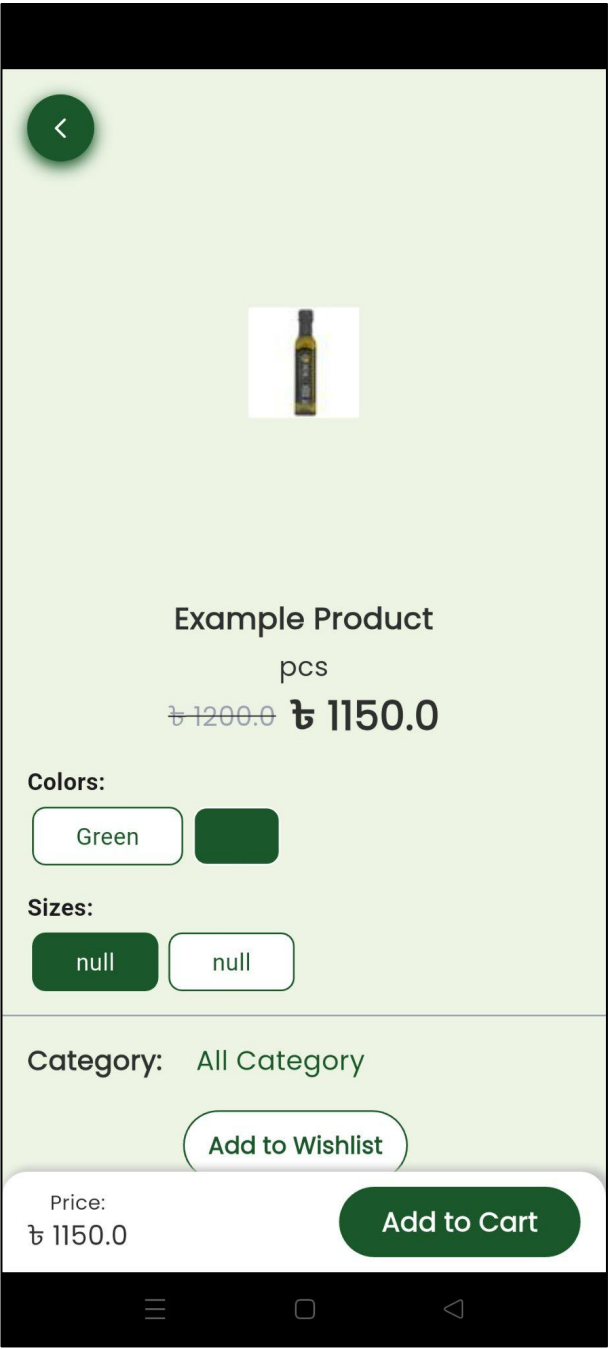 Example Product
pcs
৳ 1200.0 ৳ 1150.0
Colors:
Green
Sizes:
null null
Category: All Category
Add to Wishlist
Price:
৳ 1150.0
Add to Cart